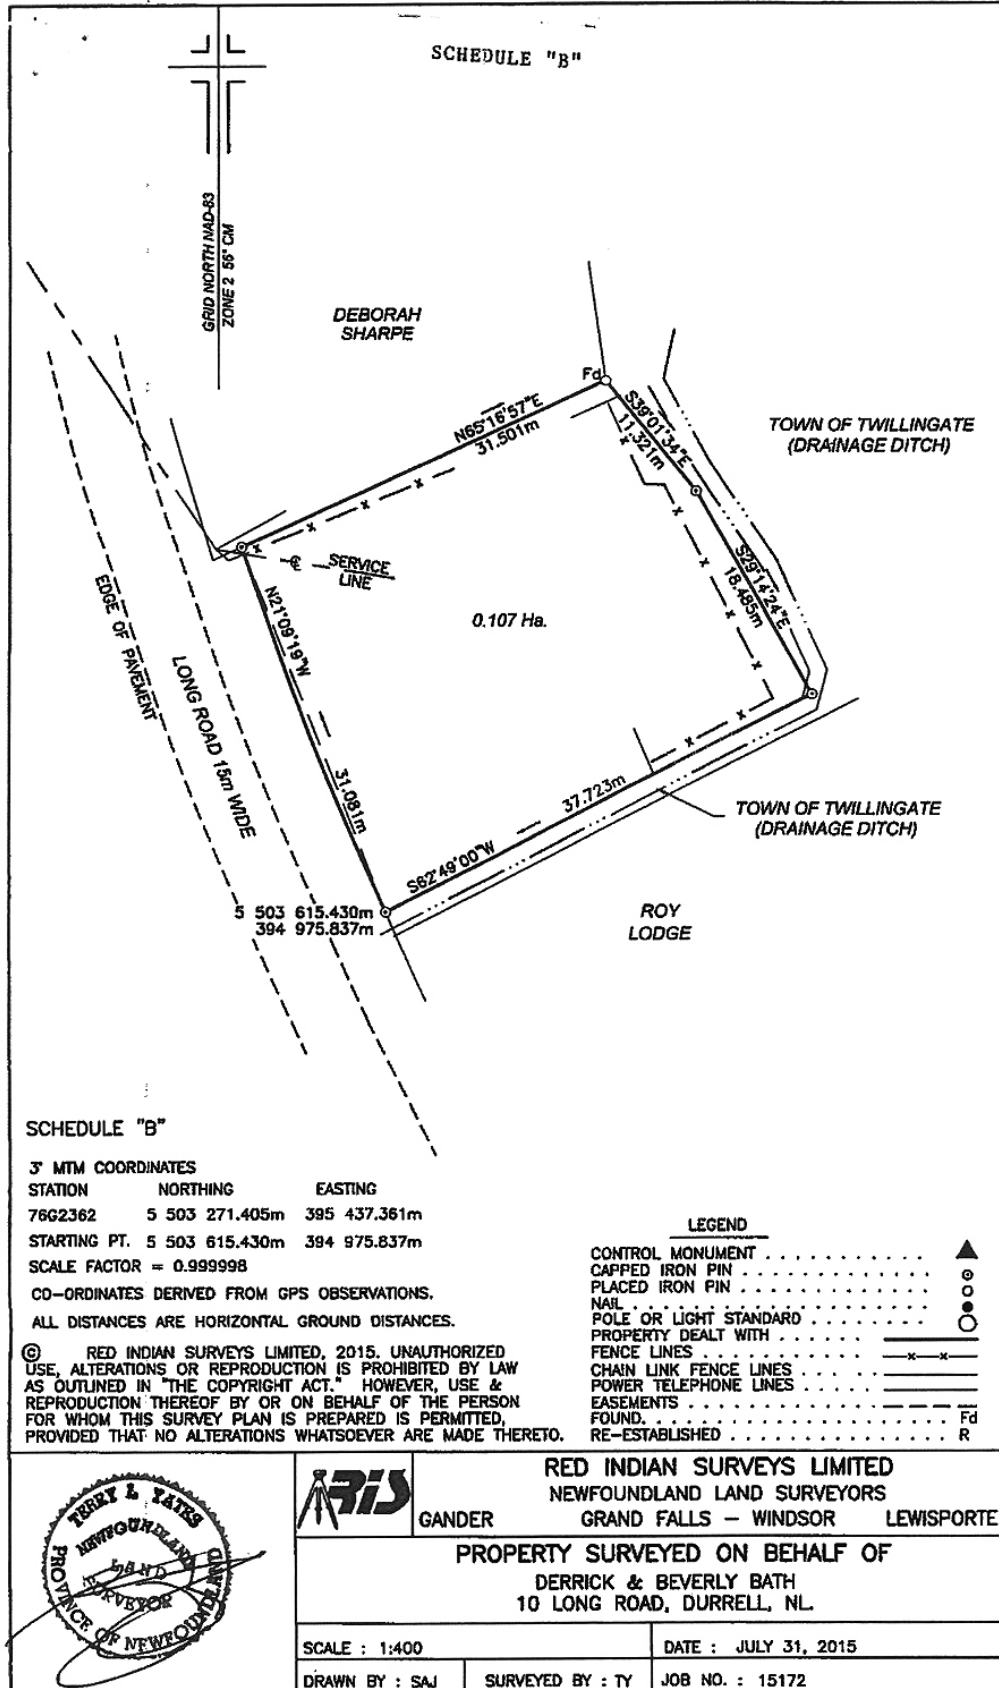 SCHEDULE "B"
GRID NORTH NAD-83
ZONE 2 56° CM
DEBORAH
SHARPE
Fd
N65°16'57"E
31.501m
S39°01'34"E
11.321m
TOWN OF TWILLINGATE
(DRAINAGE DITCH)
SERVICE
LINE
S29°14'24"E
18.485m
0.107 Ha.
N21°09'19"W
31.081m
EDGE OF PAVEMENT
LONG ROAD 15m WIDE
37.723m
S62°49'00"W
TOWN OF TWILLINGATE
(DRAINAGE DITCH)
5 503 615.430m
394 975.837m
ROY
LODGE
SCHEDULE "B"
3° MTM COORDINATES
STATION NORTHING EASTING
76G2362 5 503 271.405m 395 437.361m
STARTING PT. 5 503 615.430m 394 975.837m
SCALE FACTOR = 0.999998
CO-ORDINATES DERIVED FROM GPS OBSERVATIONS.
ALL DISTANCES ARE HORIZONTAL GROUND DISTANCES.
© RED INDIAN SURVEYS LIMITED, 2015. UNAUTHORIZED
USE, ALTERATIONS OR REPRODUCTION IS PROHIBITED BY LAW
AS OUTLINED IN "THE COPYRIGHT ACT." HOWEVER, USE &
REPRODUCTION THEREOF BY OR ON BEHALF OF THE PERSON
FOR WHOM THIS SURVEY PLAN IS PREPARED IS PERMITTED,
PROVIDED THAT NO ALTERATIONS WHATSOEVER ARE MADE THERETO.
LEGEND
CONTROL MONUMENT . . . . . . . . . . . .
CAPPED IRON PIN . . . . . . . . . . . . . .
PLACED IRON PIN . . . . . . . . . . . . . .
NAIL . . . . . . . . . . . . . . . . . . . .
POLE OR LIGHT STANDARD . . . . . . . .
PROPERTY DEALT WITH . . . . . .
FENCE LINES . . . . . . . . . . . .
CHAIN LINK FENCE LINES . . . . .
POWER TELEPHONE LINES . . . . .
EASEMENTS . . . . . . . . . . . . .
FOUND. . . . . . . . . . . . . . . . . . . . Fd
RE-ESTABLISHED . . . . . . . . . . . . . . . R
TERRY L. YATES
NEWFOUNDLAND
LAND
SURVEYOR
PROVINCE OF NEWFOUNDLAND
RIS
RED INDIAN SURVEYS LIMITED
NEWFOUNDLAND LAND SURVEYORS
GANDER GRAND FALLS - WINDSOR LEWISPORTE
PROPERTY SURVEYED ON BEHALF OF
DERRICK & BEVERLY BATH
10 LONG ROAD, DURRELL, NL.
SCALE : 1:400 DATE : JULY 31, 2015
DRAWN BY : SAJ SURVEYED BY : TY JOB NO. : 15172